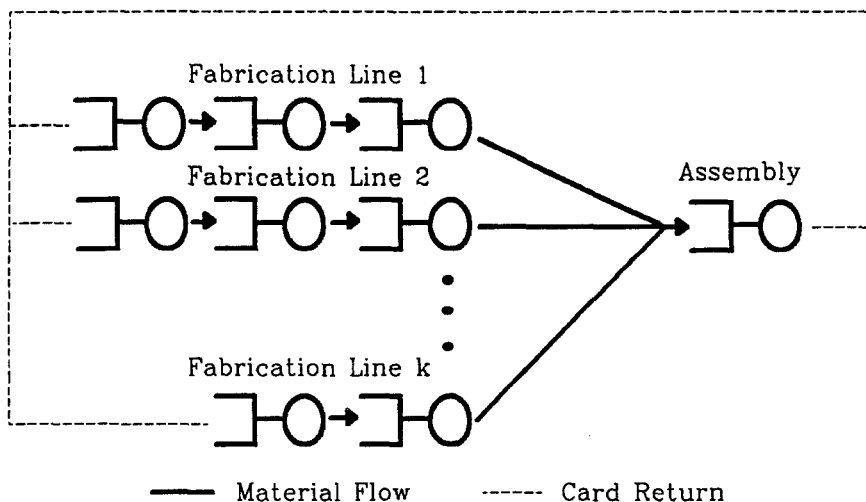 Fabrication Line 1
Fabrication Line 2
Assembly
Fabrication Line k
Material Flow
Card Return